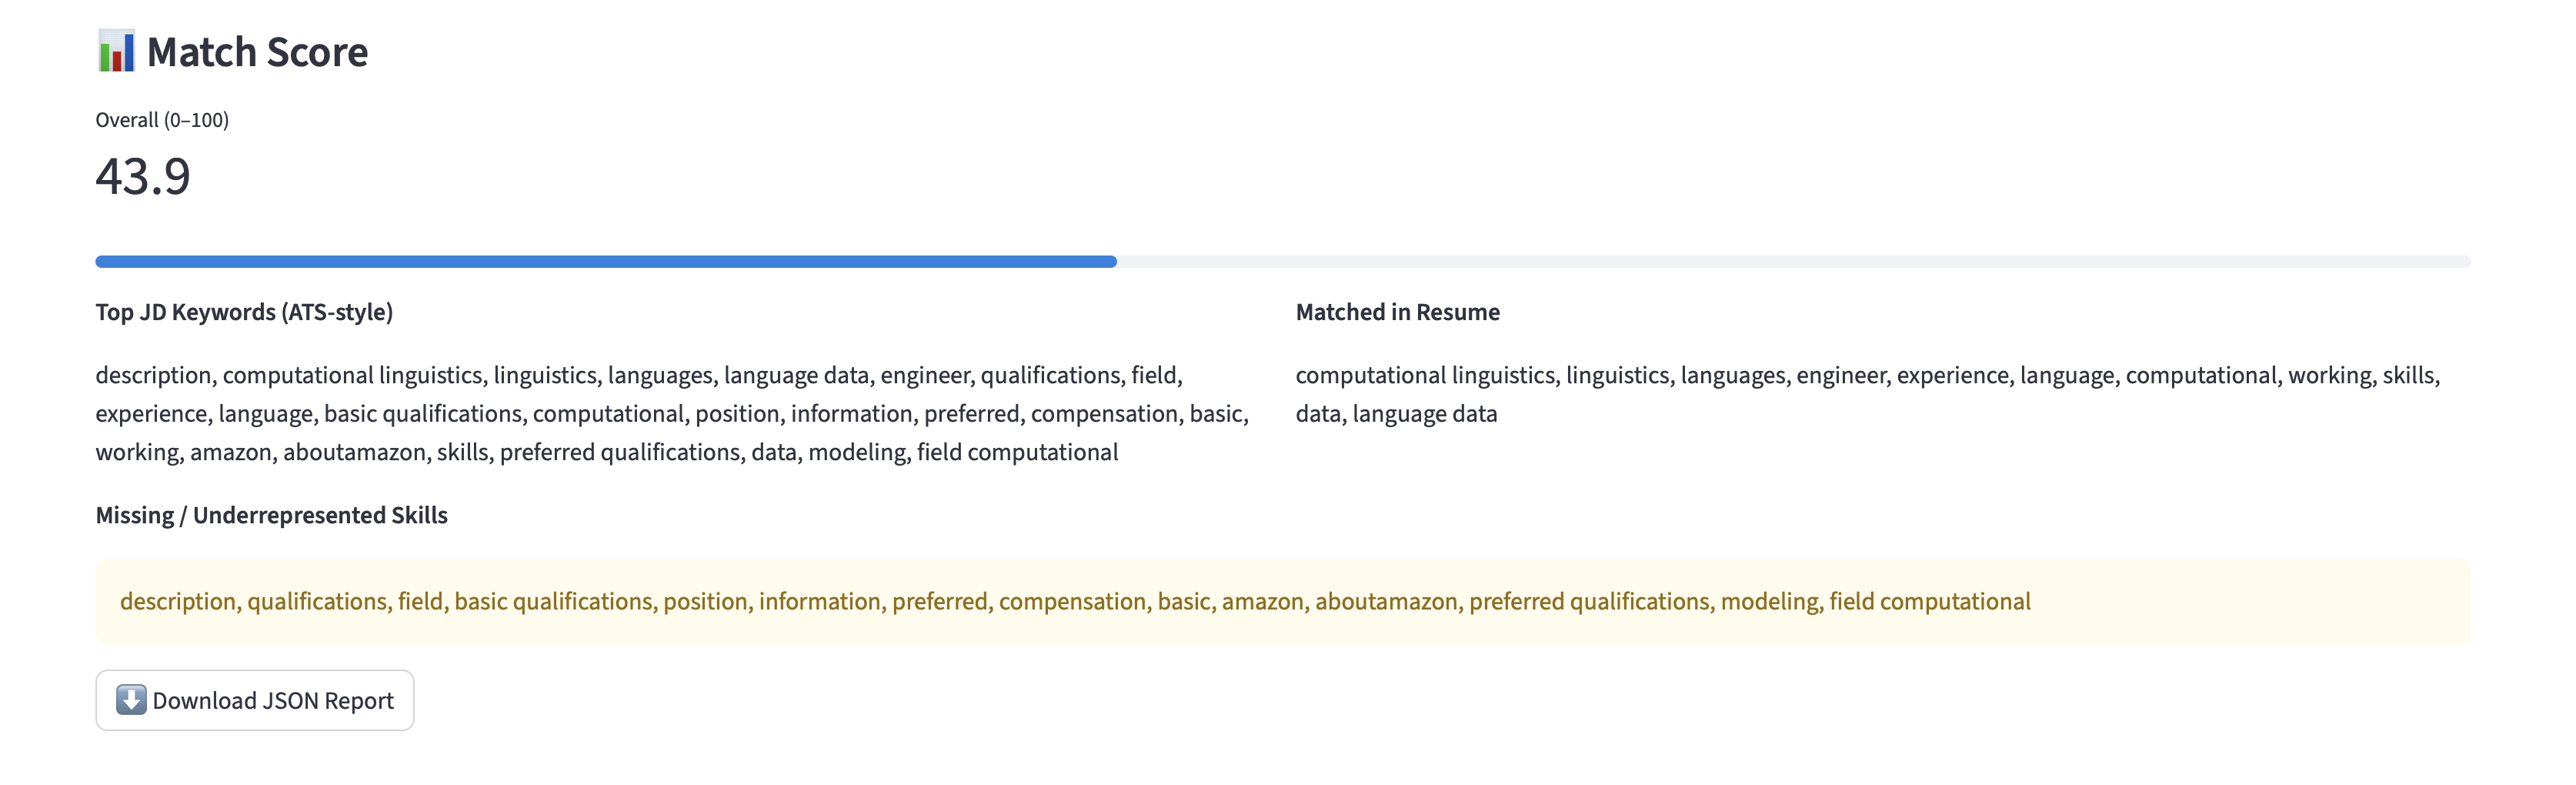 📊 Match Score
Overall (0–100)
43.9
Top JD Keywords (ATS-style)
description, computational linguistics, linguistics, languages, language data, engineer, qualifications, field,
experience, language, basic qualifications, computational, position, information, preferred, compensation, basic,
working, amazon, aboutamazon, skills, preferred qualifications, data, modeling, field computational
Matched in Resume
computational linguistics, linguistics, languages, engineer, experience, language, computational, working, skills,
data, language data
Missing / Underrepresented Skills
description, qualifications, field, basic qualifications, position, information, preferred, compensation, basic, amazon, aboutamazon, preferred qualifications, modeling, field computational
⬇️ Download JSON Report